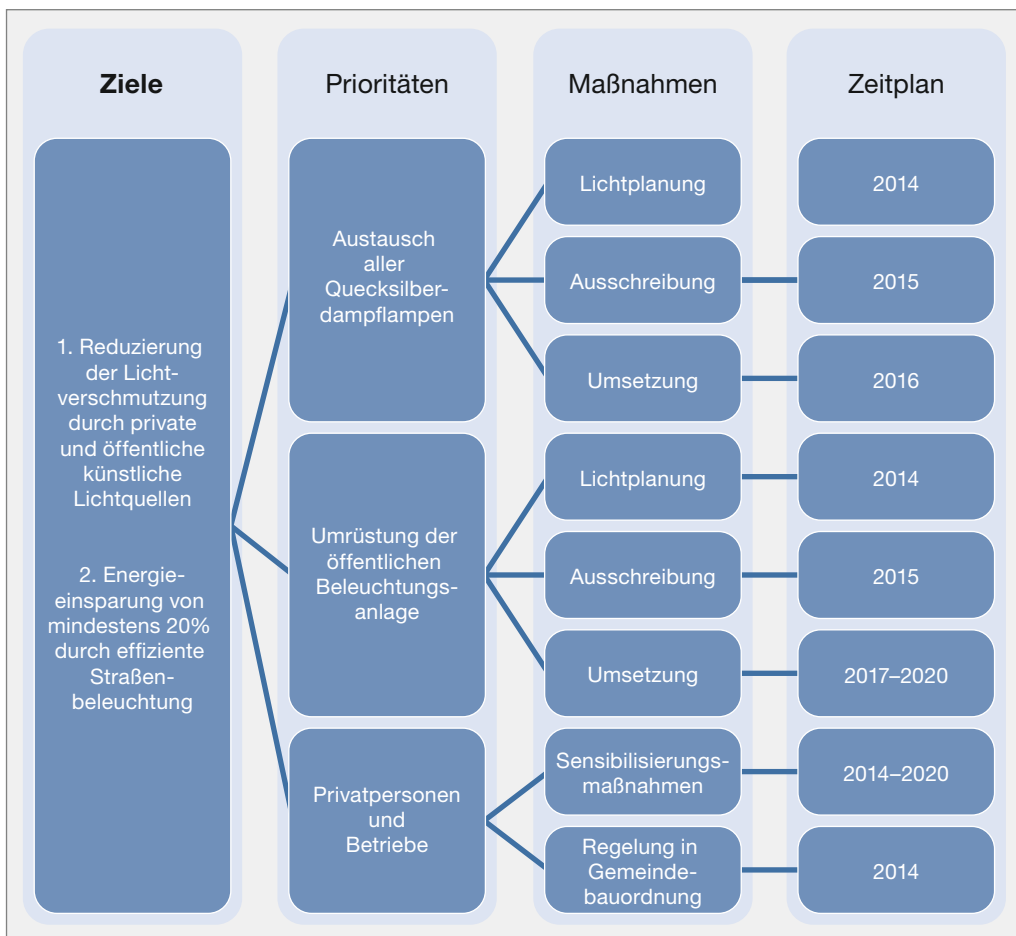 Ziele
Prioritäten
Maßnahmen
Zeitplan
1. Reduzierung
der Licht-
verschmutzung
durch private
und öffentliche
künstliche
Lichtquellen
2. Energie-
einsparung von
mindestens 20%
durch effiziente
Straßen-
beleuchtung
Austausch
aller
Quecksilber-
dampflampen
Lichtplanung
2014
Ausschreibung
2015
Umsetzung
2016
Umrüstung der
öffentlichen
Beleuchtungs-
anlage
Lichtplanung
2014
Ausschreibung
2015
Umsetzung
2017–2020
Privatpersonen
und
Betriebe
Sensibilisierungs-
maßnahmen
2014–2020
Regelung in
Gemeinde-
bauordnung
2014